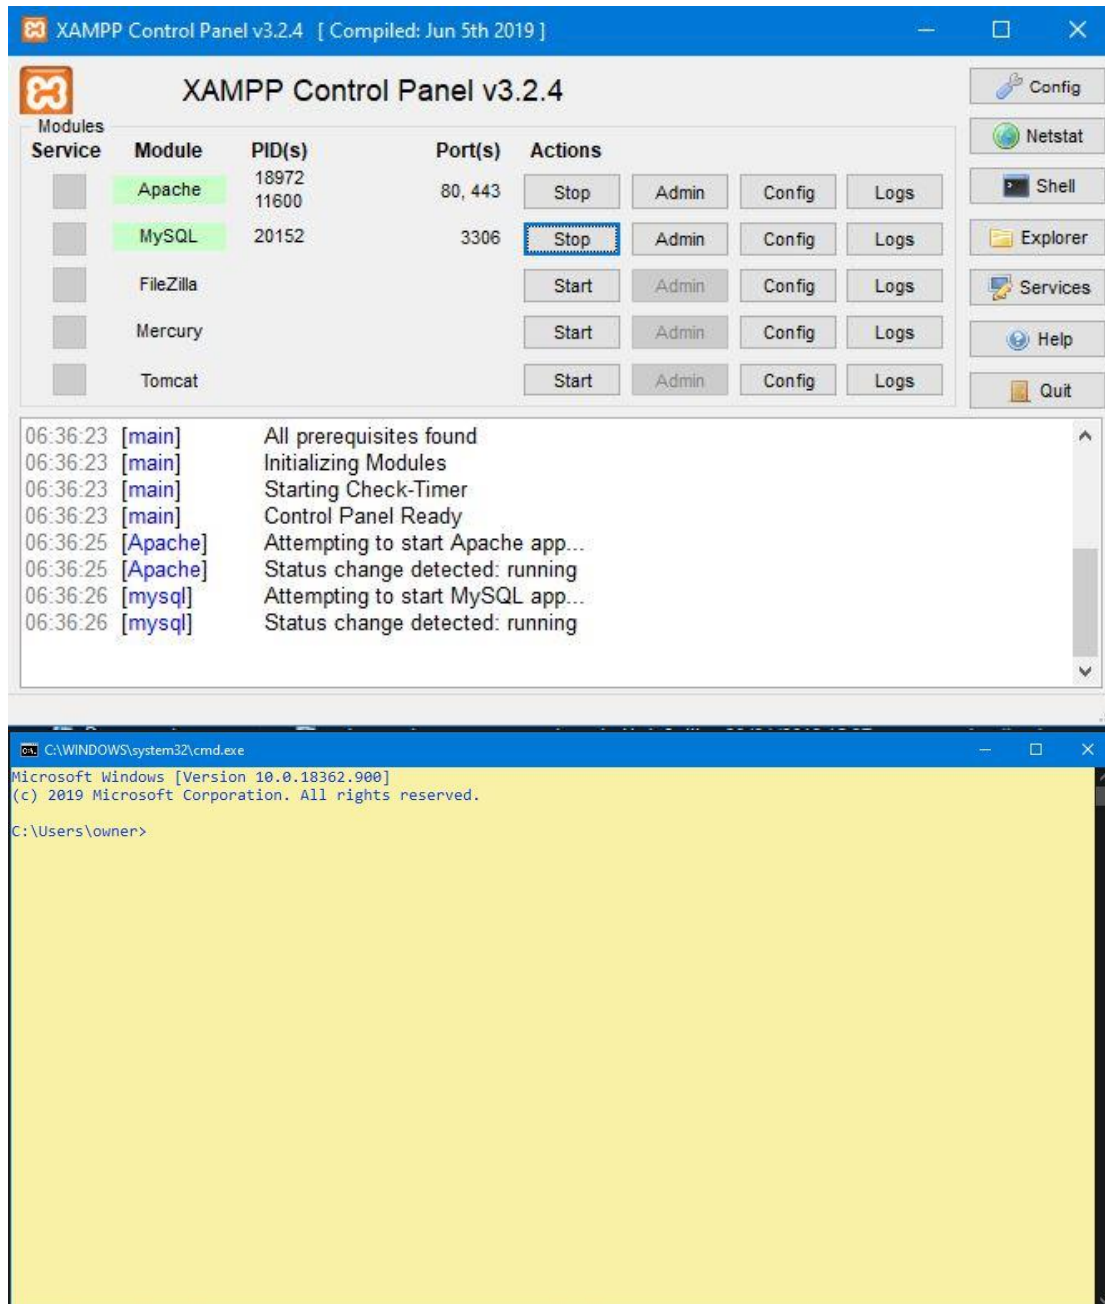 XAMPP Control Panel v3.2.4 [ Compiled: Jun 5th 2019 ]
XAMPP Control Panel v3.2.4
Config
Modules
Netstat
Service Module PID(s) Port(s) Actions
Apache 18972 11600 80, 443 Stop Admin Config Logs
Shell
MySQL 20152 3306 Stop Admin Config Logs
Explorer
FileZilla Start Admin Config Logs
Services
Mercury Start Admin Config Logs
Help
Tomcat Start Admin Config Logs
Quit
06:36:23 [main] All prerequisites found
06:36:23 [main] Initializing Modules
06:36:23 [main] Starting Check-Timer
06:36:23 [main] Control Panel Ready
06:36:25 [Apache] Attempting to start Apache app...
06:36:25 [Apache] Status change detected: running
06:36:26 [mysql] Attempting to start MySQL app...
06:36:26 [mysql] Status change detected: running
C:\WINDOWS\system32\cmd.exe
Microsoft Windows [Version 10.0.18362.900]
(c) 2019 Microsoft Corporation. All rights reserved.
C:\Users\owner>